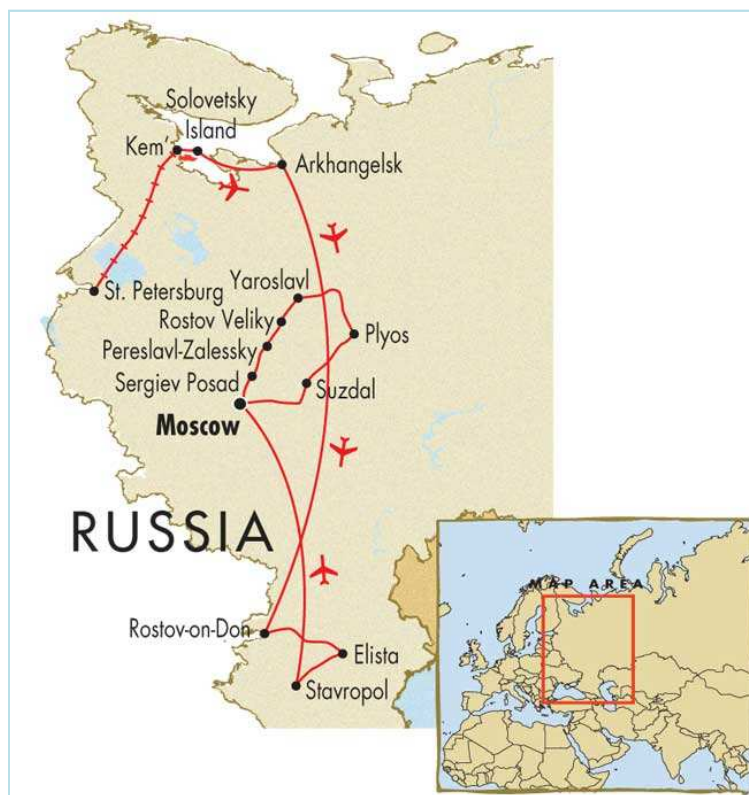 Solovetsky
Island
Kem'
Arkhangelsk
St. Petersburg
Yaroslavl
Rostov Veliky
Plyos
Pereslavl-Zalessky
Sergiev Posad
Suzdal
Moscow
RUSSIA
MAP AREA
Rostov-on-Don
Elista
Stavropol